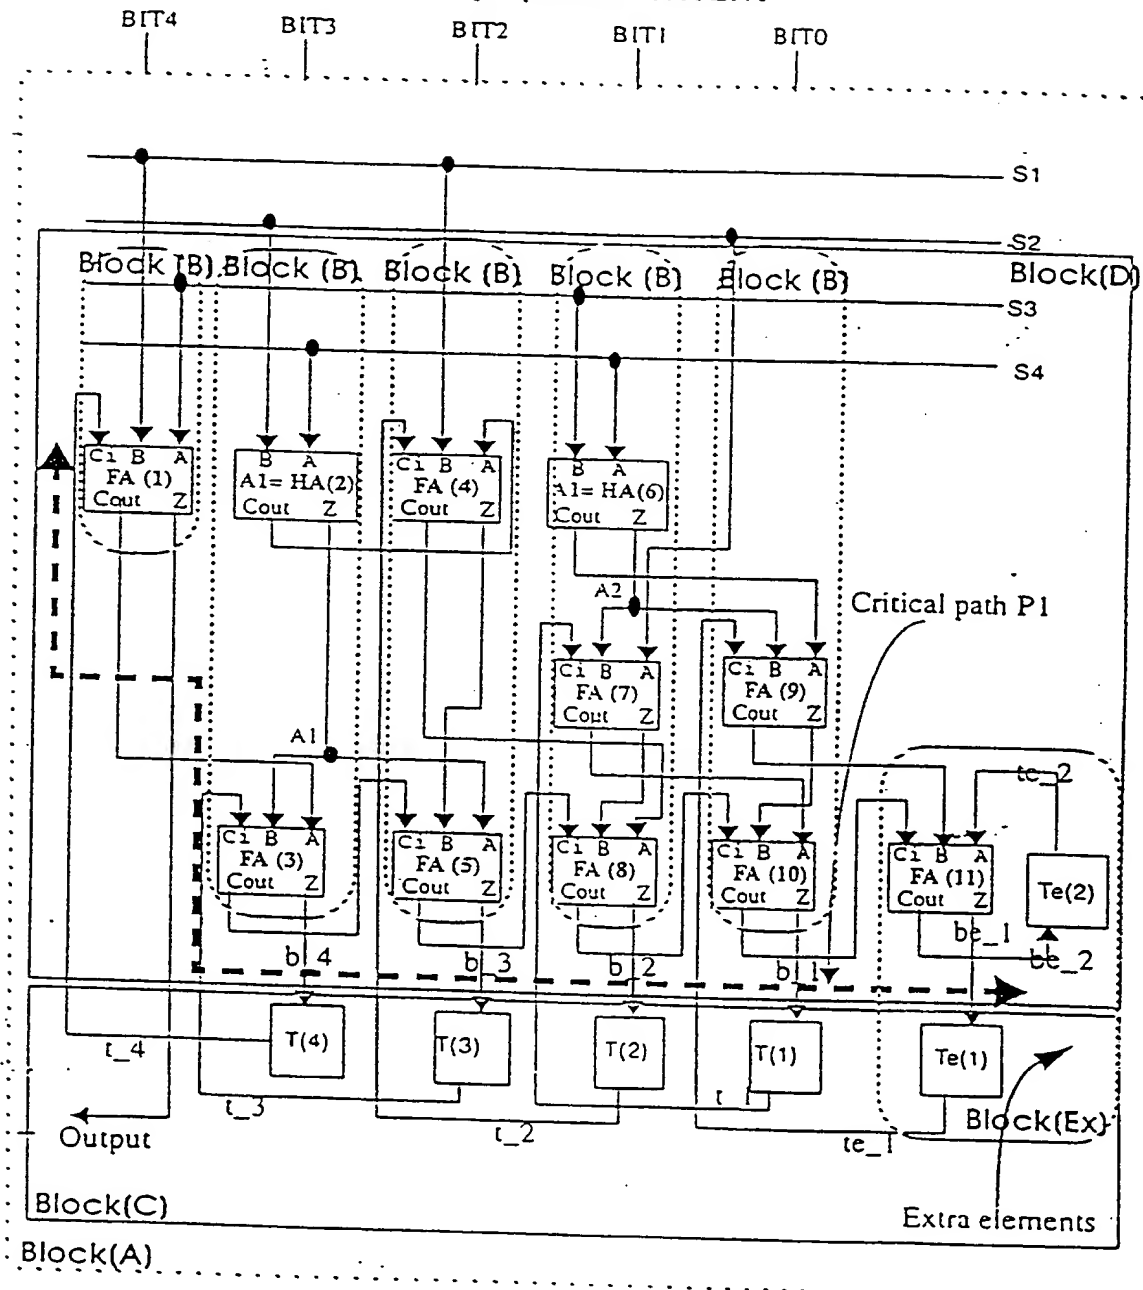 BIT4 BIT3 BIT2 BIT1 BIT0
S1
S2
Block (B) Block (B) Block (B) Block (B) Block (B) Block(D)
S3
S4
Ci B A B A Ci B A B A
FA (1) A1= HA(2) FA (4) A1= HA(6)
Cout Z Cout Z Cout Z Cout Z
A2 Critical path P1
Ci B A Ci B A
FA (7) FA (9)
Cout Z Cout Z
A1
te_2
Ci B A Ci B A Ci B A Ci B A Ci B A
FA (3) FA (5) FA (8) FA (10) FA (11) Te(2)
Cout Z Cout Z Cout Z Cout Z Cout Z
be_1
b_4 b_3 b_2 b_1 be_2
T(4) T(3) T(2) T(1) Te(1)
t_4 t_3 t_2 t_1 te_1
Output Block(Ex)
Block(C) Extra elements
Block(A)